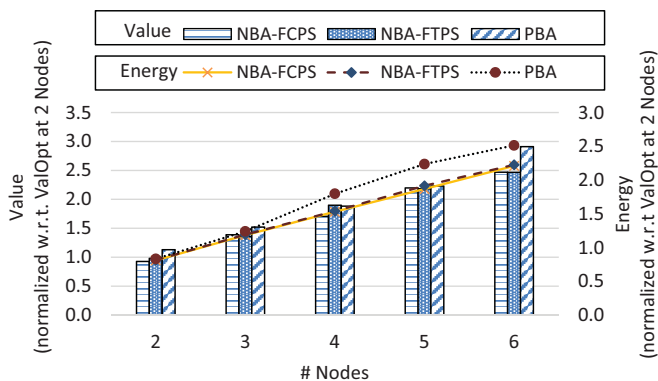 Value NBA-FCPS NBA-FTPS PBA
Energy NBA-FCPS NBA-FTPS PBA
Value
(normalized w.r.t. ValOpt at 2 Nodes)
3.5
3.0
2.5
2.0
1.5
1.0
0.5
0.0
3.0
2.5
2.0
1.5
1.0
0.5
0.0
Energy
(normalized w.r.t ValOpt at 2 Nodes)
2 3 4 5 6
# Nodes